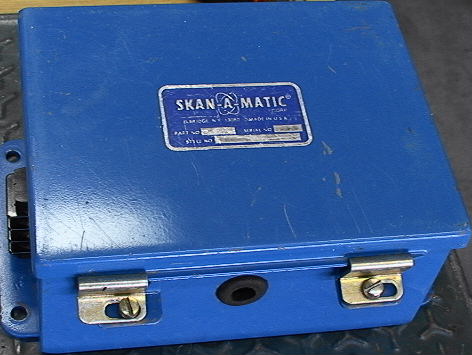 SKAN-A-MATIC®
CORP.
ELBRIDGE, N.Y. 13060 MADE IN U.S.A.
PART NO. SERIAL NO.